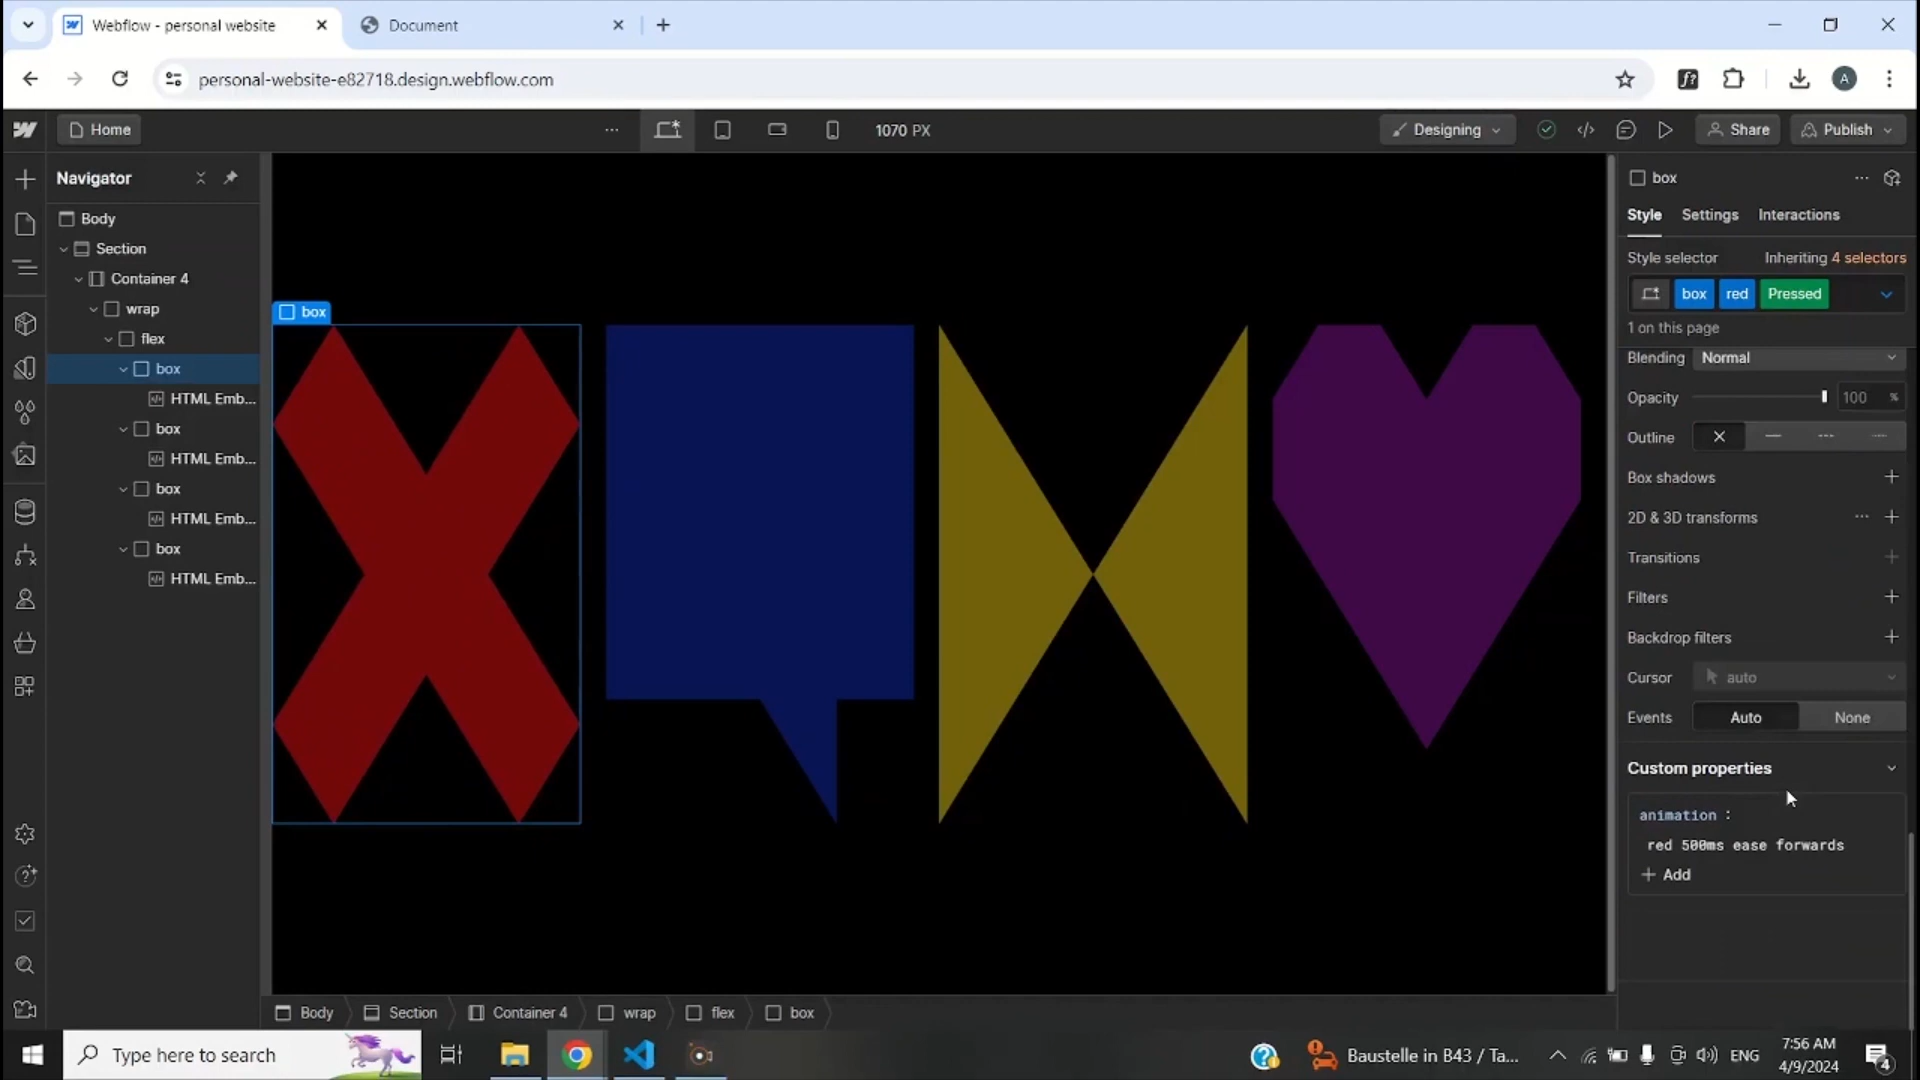 Webflow - personal website
Document
personal-website-e82718.design.webflow.com
f?
A
Home
1070 PX
Designing
Share
Publish
Navigator
Body
Section
Container 4
wrap
flex
box
HTML Emb...
box
HTML Emb...
box
HTML Emb...
box
HTML Emb...
box
box
Style
Settings
Interactions
Style selector
Inheriting 4 selectors
box
red
Pressed
1 on this page
Blending
Normal
Opacity
100
%
Outline
Box shadows
2D & 3D transforms
Transitions
Filters
Backdrop filters
Cursor
auto
Events
Auto
None
Custom properties
animation :
red 500ms ease forwards
+ Add
Body
Section
Container 4
wrap
flex
box
Type here to search
Baustelle in B43 / Ta...
ENG
7:56 AM
4/9/2024
4